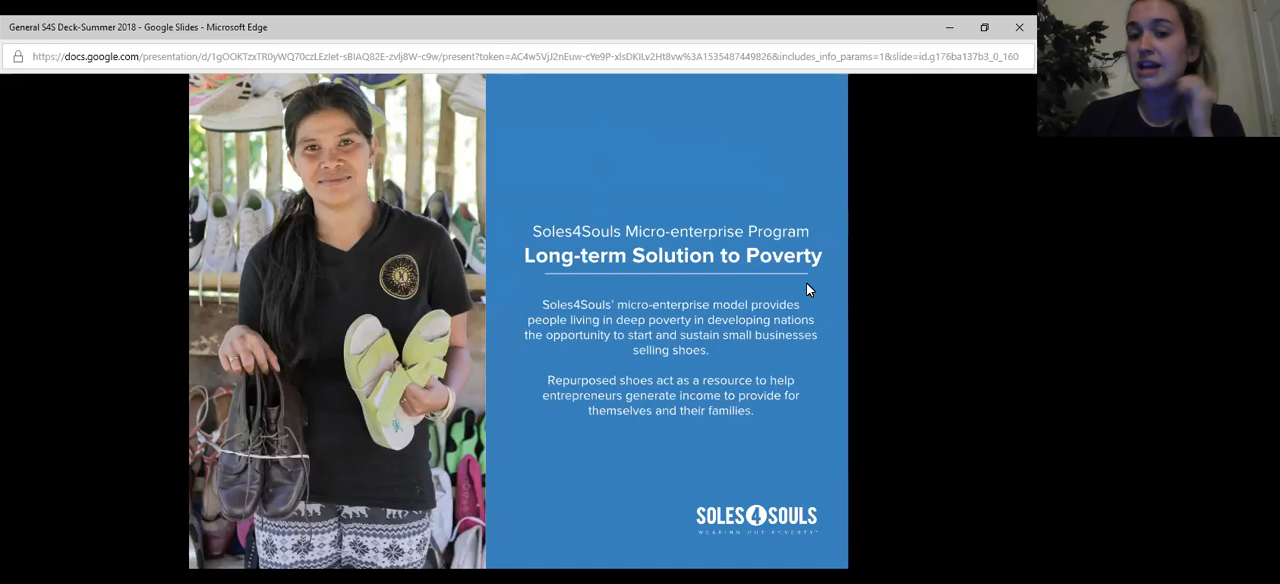 General S4S Deck-Summer 2018 - Google Slides - Microsoft Edge
https://docs.google.com/presentation/d/1gOOKTzxTR0yWQ70czLEzIet-sBIAQ82E-zvlj8W-c9w/present?token=AC4w5VjJ2nEuw-cYe9P-xIsDKILv2Ht8vw%3A1535487449826&includes_info_params=1&slide=id.g176ba137b3_0_160
Soles4Souls Micro-enterprise Program
Long-term Solution to Poverty
Soles4Souls' micro-enterprise model provides
people living in deep poverty in developing nations
the opportunity to start and sustain small businesses
selling shoes.
Repurposed shoes act as a resource to help
entrepreneurs generate income to provide for
themselves and their families.
SOLES4SOULS
WEARING OUT POVERTY